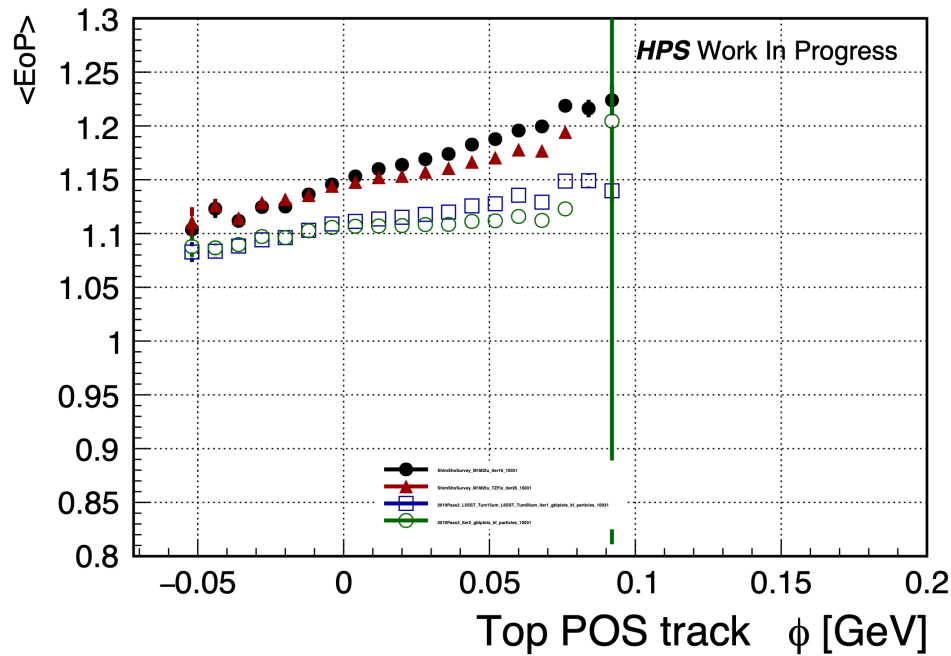 <EoP>
1.3
1.25
1.2
1.15
1.1
1.05
1
0.95
0.9
0.85
0.8
HPS Work In Progress
ShimShoSurvey_M1M2tu_iter18_10031
ShimShoSurvey_M1M2tu_TZFix_iter26_10031
2019Pass3_L5SST_Tum15um_L6SST_Tum50um_iter1_gblplots_kf_particles_10031
2019Pass3_iter2_gblplots_kf_particles_10031
−0.05 0 0.05 0.1 0.15 0.2
Top POS track ϕ [GeV]